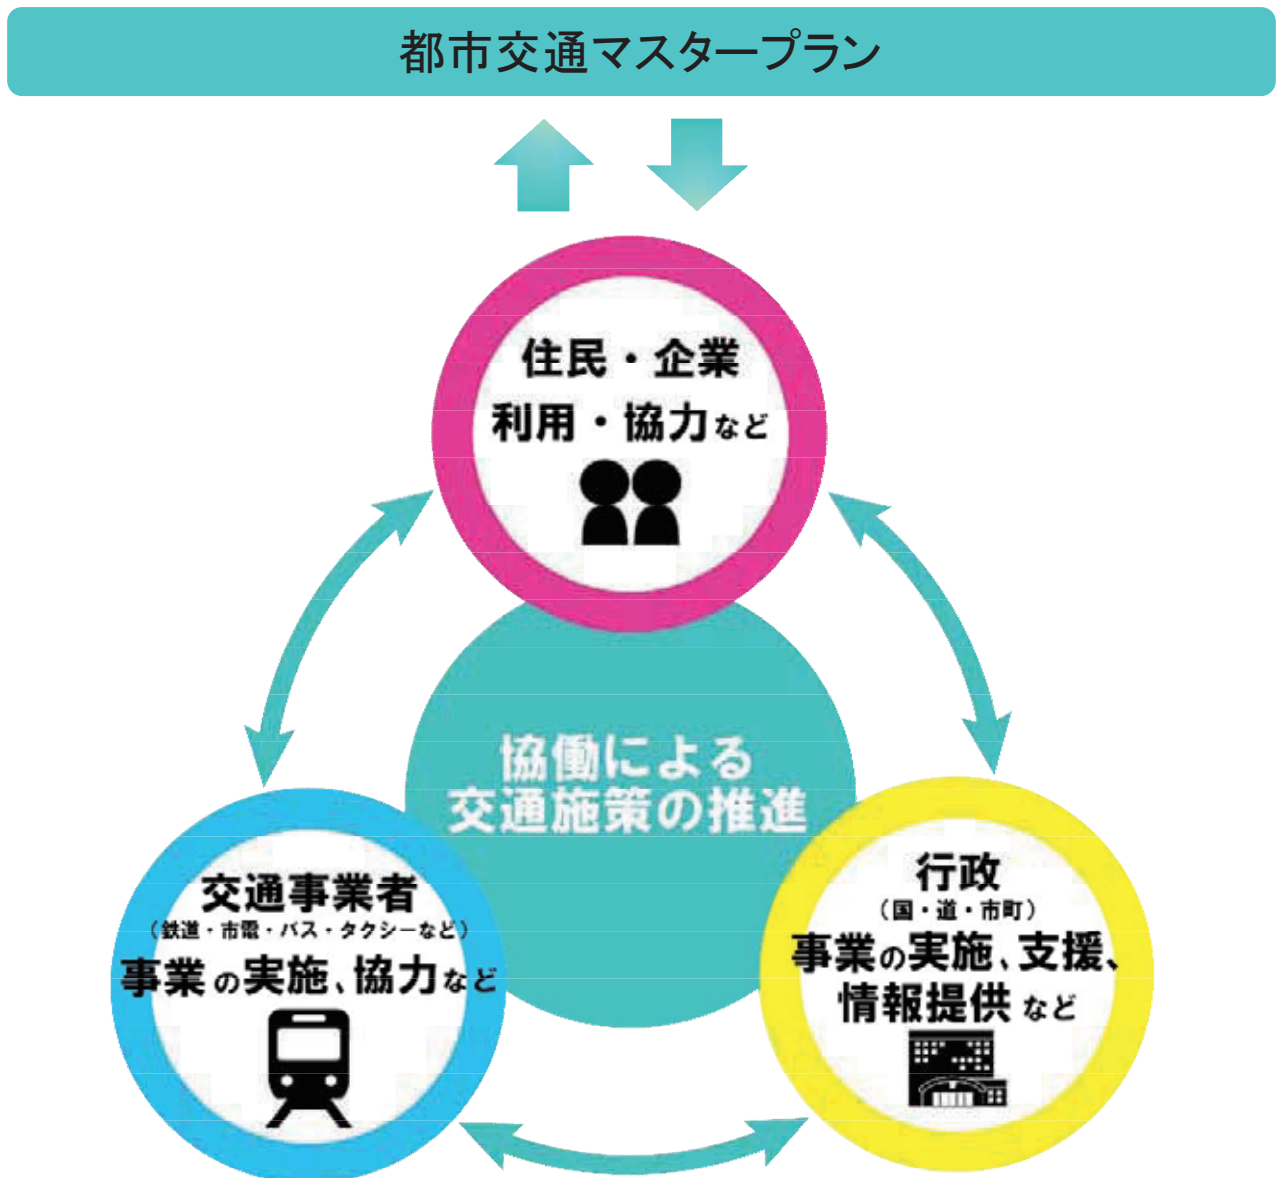 都市交通マスタープラン
住民・企業
利用・協力など
協働による
交通施策の推進
交通事業者
（鉄道・市電・バス・タクシーなど）
事業の実施、協力など
行政
（国・道・市町）
事業の実施、支援、
情報提供など